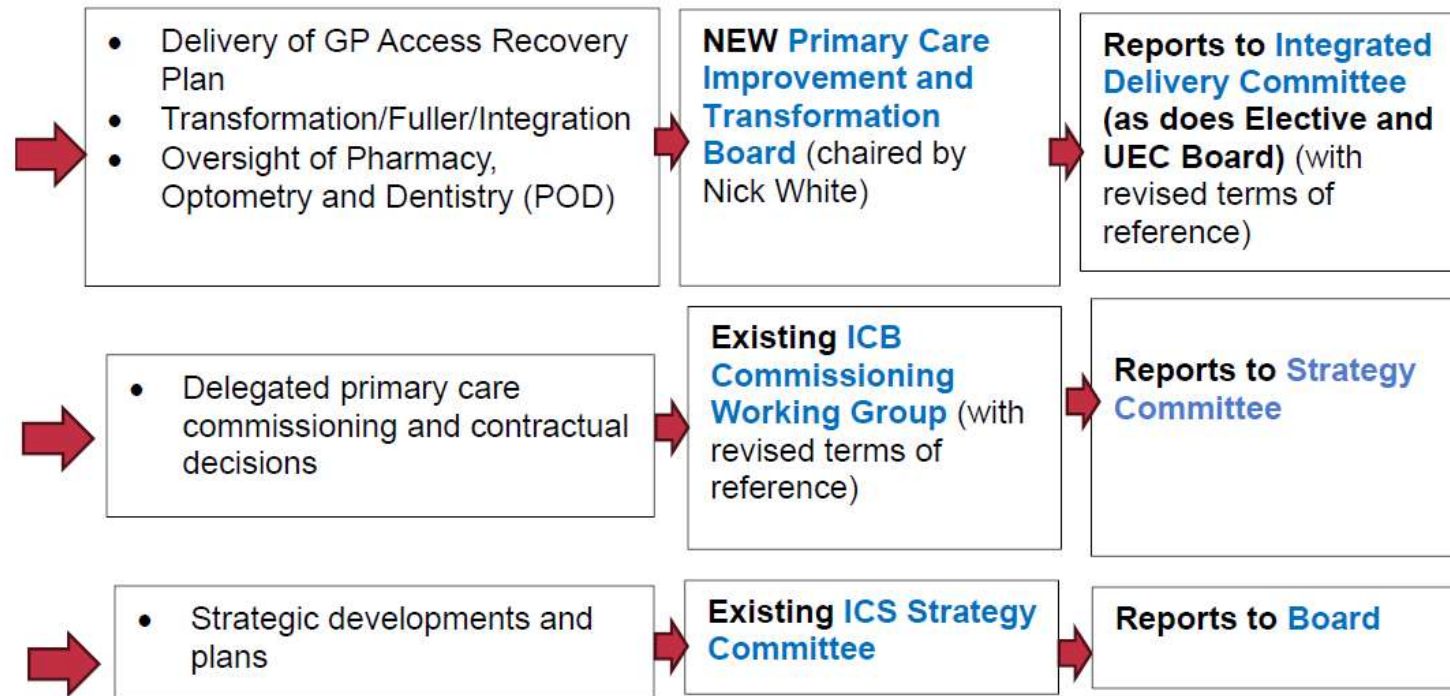 • Delivery of GP Access Recovery
Plan
• Transformation/Fuller/Integration
• Oversight of Pharmacy,
Optometry and Dentistry (POD)
NEW Primary Care
Improvement and
Transformation
Board (chaired by
Nick White)
Reports to Integrated
Delivery Committee
(as does Elective and
UEC Board) (with
revised terms of
reference)
• Delegated primary care
commissioning and contractual
decisions
Existing ICB
Commissioning
Working Group (with
revised terms of
reference)
Reports to Strategy
Committee
• Strategic developments and
plans
Existing ICS Strategy
Committee
Reports to Board